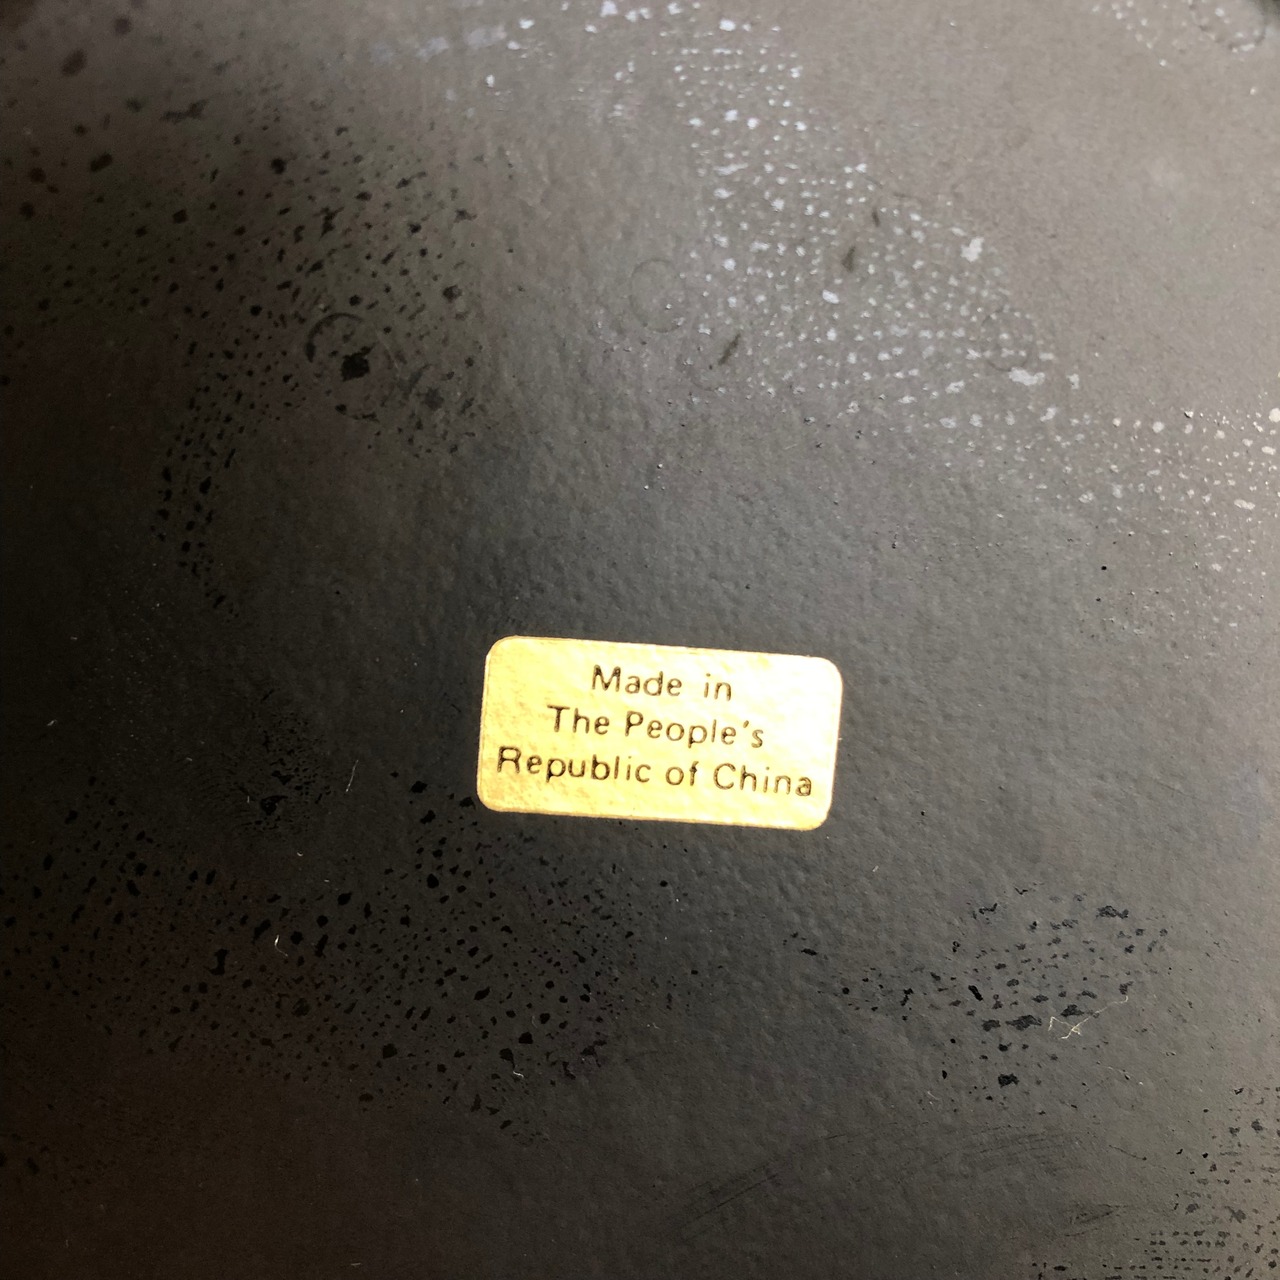 Made in
The People's
Republic of China